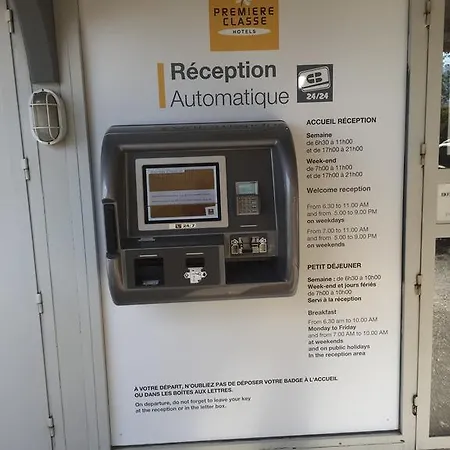 PREMIERE
CLASSE
HOTELS
Réception
Automatique
CB
24/24
ACCUEIL RÉCEPTION
Semaine
de 6h30 à 11h00
et de 17h00 à 21h00
Week-end
de 7h00 à 11h00
et de 17h00 à 21h00
Welcome reception
From 6.30 to 11.00 AM
and from 5.00 to 9.00 PM
on weekdays
From 7.00 to 11.00 AM
and from 5.00 to 9.00 PM
on weekends
24/7
PETIT DÉJEUNER
Semaine : de 6h30 à 10h00
Week-end et jours fériés
de 7h00 à 10h00
Servi à la réception
Breakfast
From 6.30 am to 10.00 AM
Monday to Friday
and from 7.00 AM to 10.00 AM
at weekends
and on public holidays
In the reception area
À VOTRE DÉPART, N'OUBLIEZ PAS DE DÉPOSER VOTRE BADGE À L'ACCUEIL
OU DANS LES BOÎTES AUX LETTRES.
On departure, do not forget to leave your key
at the reception or in the letter box.